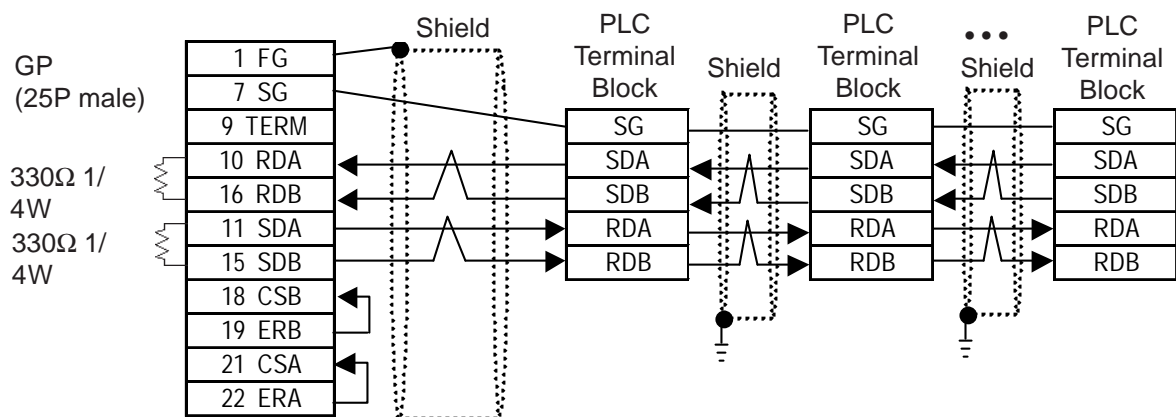 GP
(25P male)
330Ω 1/
4W
330Ω 1/
4W
1 FG
7 SG
9 TERM
10 RDA
16 RDB
11 SDA
15 SDB
18 CSB
19 ERB
21 CSA
22 ERA
Shield
PLC
Terminal
Block
SG
SDA
SDB
RDA
RDB
Shield
PLC
Terminal
Block
SG
SDA
SDB
RDA
RDB
•••
Shield
PLC
Terminal
Block
SG
SDA
SDB
RDA
RDB